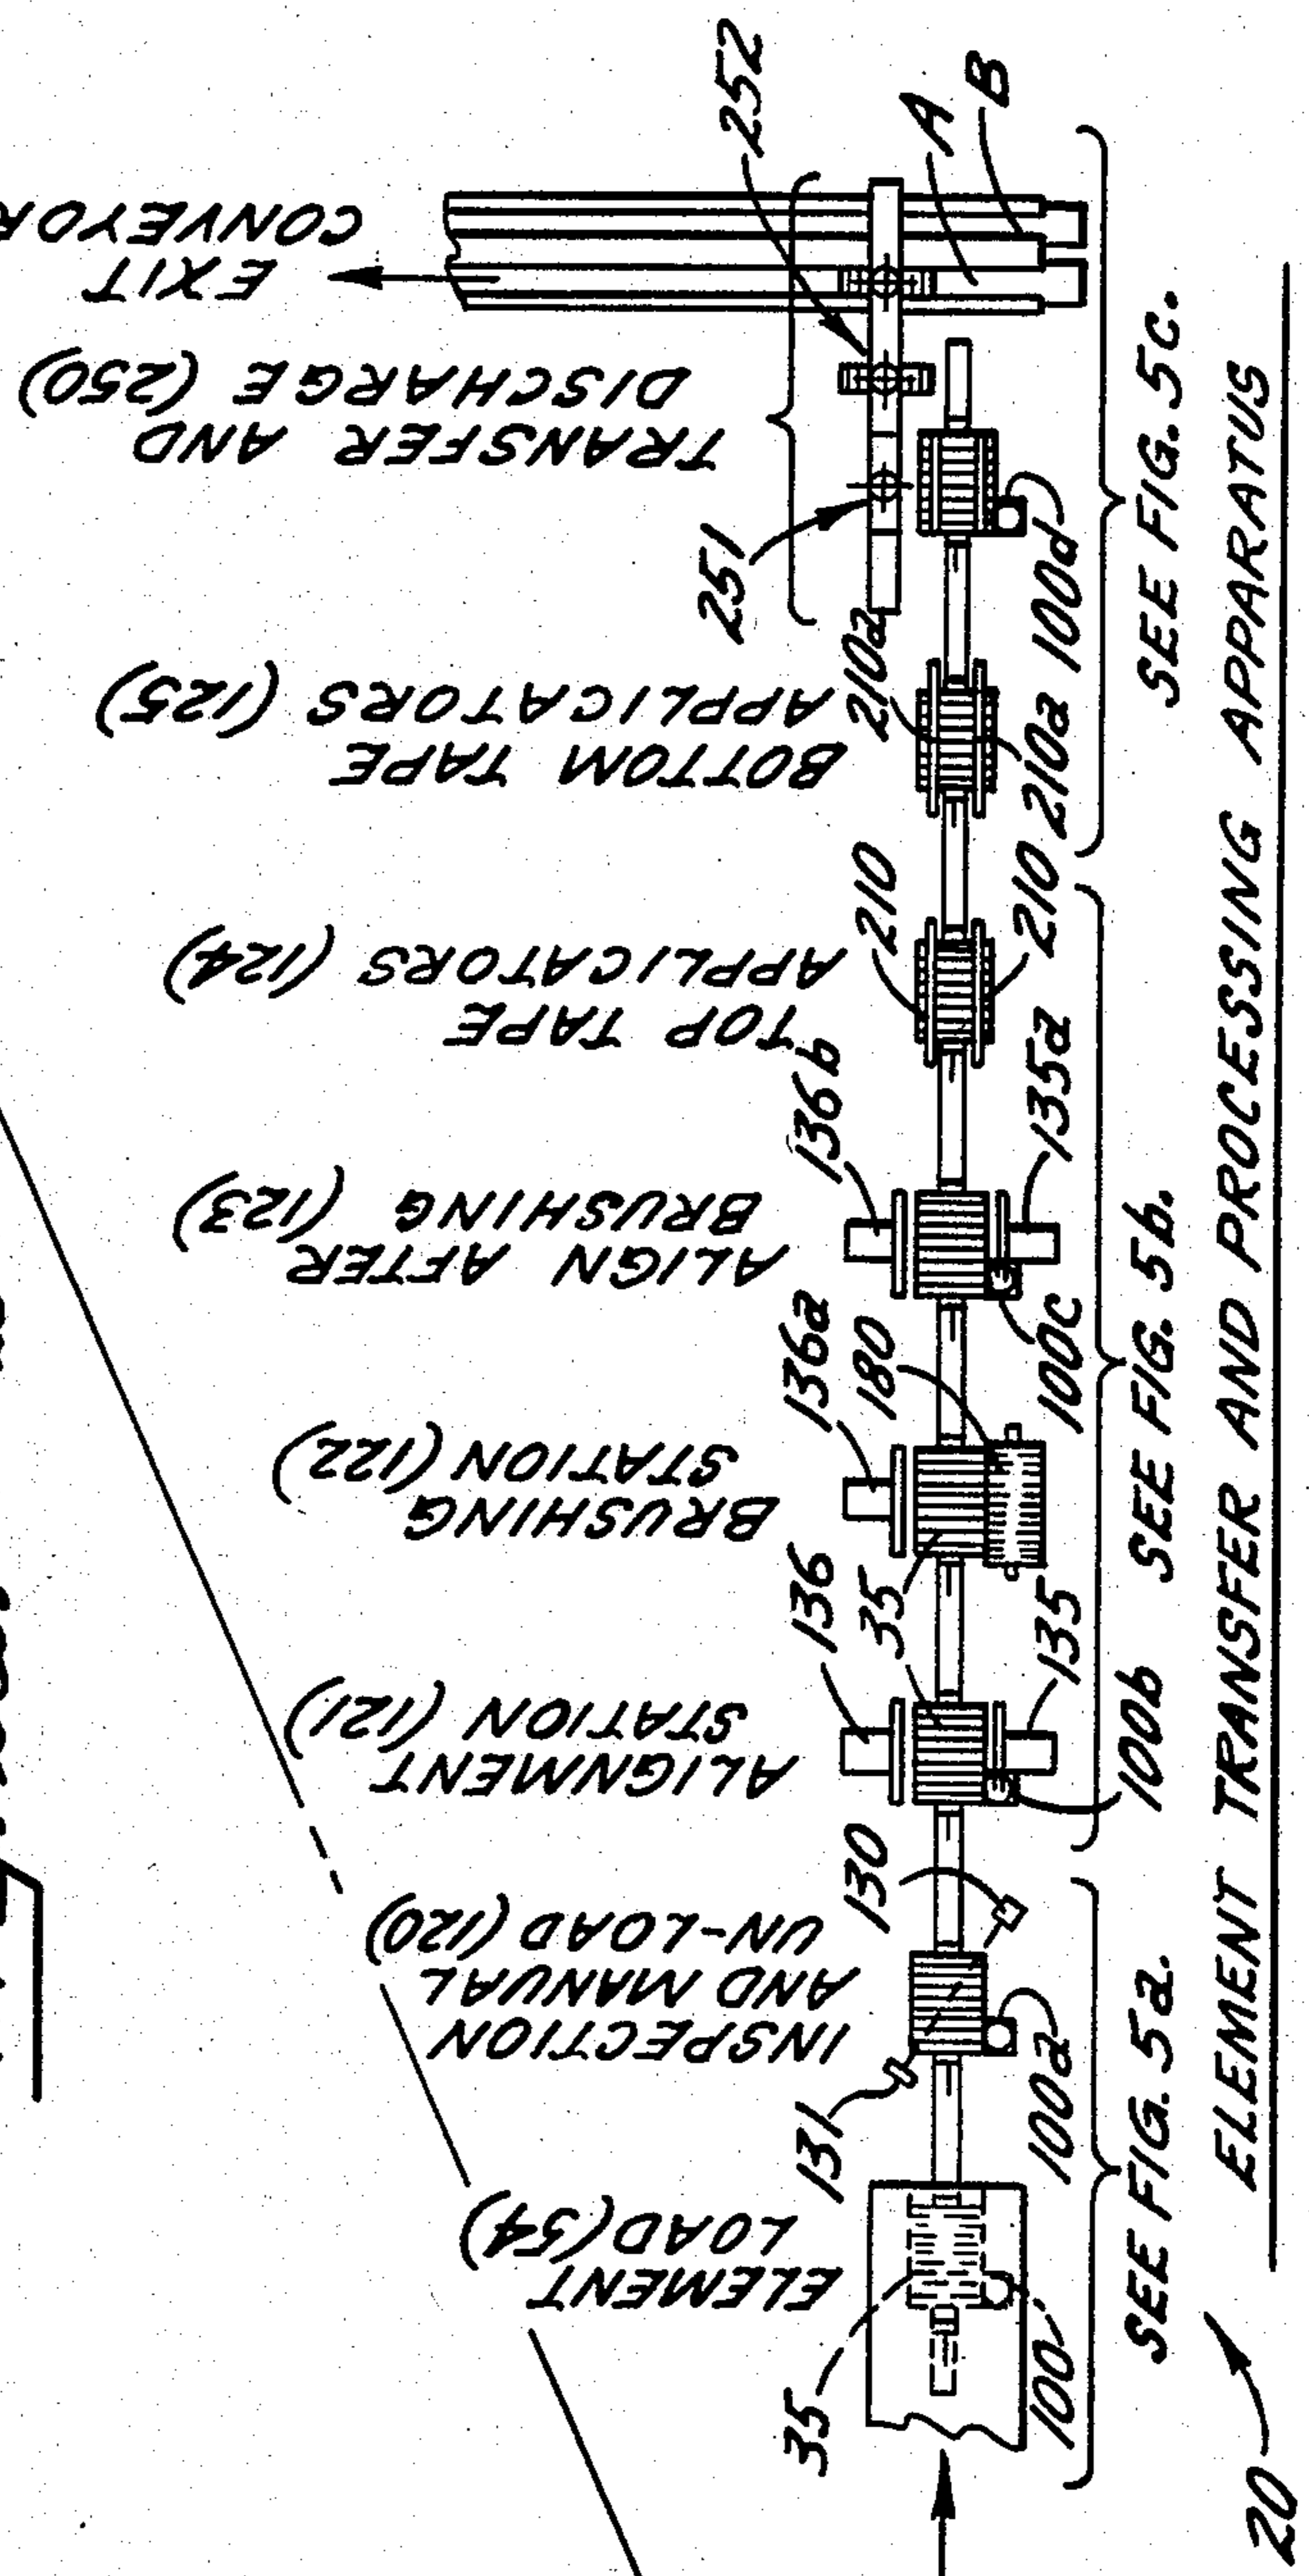 ELEMENT
LOAD (54)
INSPECTION
AND MANUAL
UN-LOAD (120)
ALIGNMENT
STATION (121)
BRUSHING
STATION (122)
ALIGN AFTER
BRUSHING (123)
TOP TAPE
APPLICATORS (124)
BOTTOM TAPE
APPLICATORS (125)
TRANSFER AND
DISCHARGE (250)
EXIT
CONVEYOR
35
131
130
136
35
136a
180
136b
210
210a
251
252
A
B
100
100a
100b
135
100c
135a
210
210a
100d
SEE FIG. 5a.
SEE FIG. 5b.
SEE FIG. 5c.
20
ELEMENT TRANSFER AND PROCESSING APPARATUS